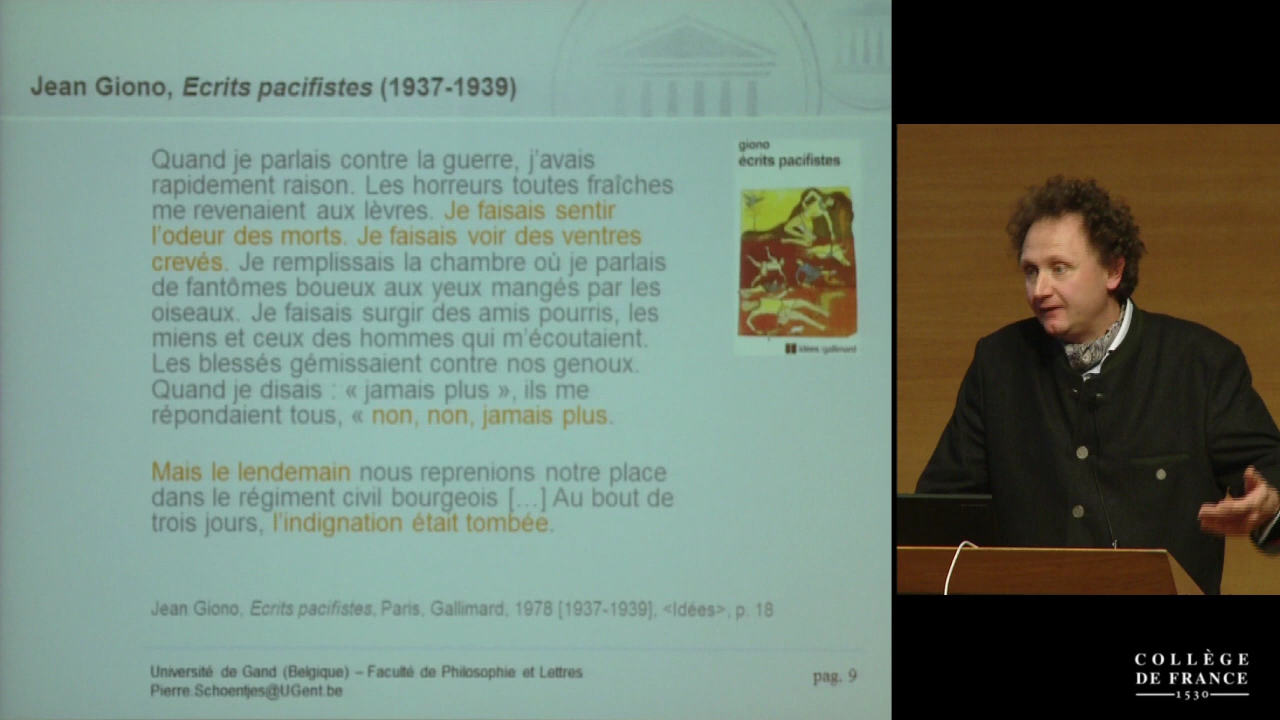 Jean Giono, Ecrits pacifistes (1937-1939)
Quand je parlais contre la guerre, j'avais
rapidement raison. Les horreurs toutes fraîches
me revenaient aux lèvres. Je faisais sentir
l'odeur des morts. Je faisais voir des ventres
crevés. Je remplissais la chambre où je parlais
de fantômes boueux aux yeux mangés par les
oiseaux. Je faisais surgir des amis pourris, les
miens et ceux des hommes qui m'écoutaient.
Les blessés gémissaient contre nos genoux.
Quand je disais : « jamais plus », ils me
répondaient tous, « non, non, jamais plus.
Mais le lendemain nous reprenions notre place
dans le régiment civil bourgeois […] Au bout de
trois jours, l'indignation était tombée.
Jean Giono, Ecrits pacifistes, Paris, Gallimard, 1978 [1937-1939], <Idées>, p. 18
Université de Gand (Belgique) – Faculté de Philosophie et Lettres
Pierre.Schoentjes@UGent.be
pag. 9
giono
écrits pacifistes
idées/gallimard
COLLÈGE
DE FRANCE
1530